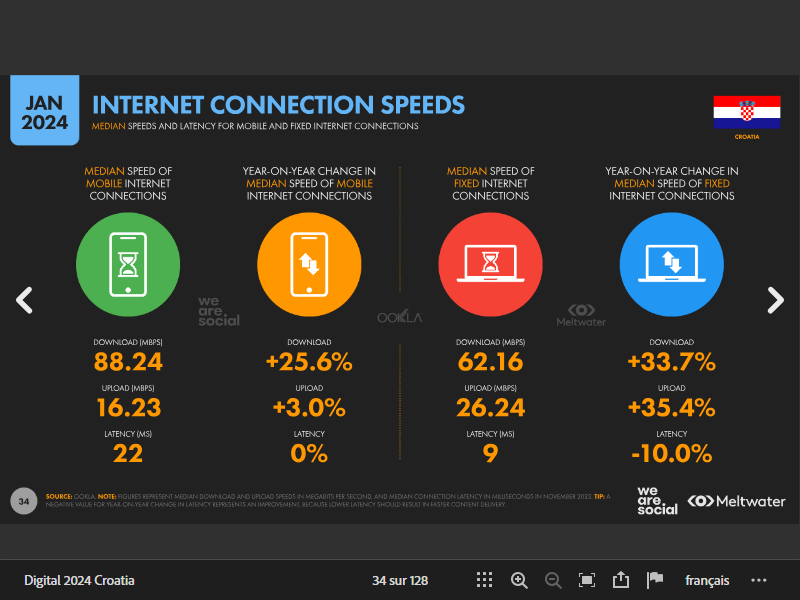 JAN
2024
INTERNET CONNECTION SPEEDS
MEDIAN SPEEDS AND LATENCY FOR MOBILE AND FIXED INTERNET CONNECTIONS
CROATIA
MEDIAN SPEED OF
MOBILE INTERNET
CONNECTIONS
YEAR-ON-YEAR CHANGE IN
MEDIAN SPEED OF MOBILE
INTERNET CONNECTIONS
MEDIAN SPEED OF
FIXED INTERNET
CONNECTIONS
YEAR-ON-YEAR CHANGE IN
MEDIAN SPEED OF FIXED
INTERNET CONNECTIONS
we
are
social
OOKLA
Meltwater
DOWNLOAD (MBPS)
88.24
UPLOAD (MBPS)
16.23
LATENCY (MS)
22
DOWNLOAD
+25.6%
UPLOAD
+3.0%
LATENCY
0%
DOWNLOAD (MBPS)
62.16
UPLOAD (MBPS)
26.24
LATENCY (MS)
9
DOWNLOAD
+33.7%
UPLOAD
+35.4%
LATENCY
-10.0%
34
SOURCE: OOKLA. NOTE: FIGURES REPRESENT MEDIAN DOWNLOAD AND UPLOAD SPEEDS IN MEGABITS PER SECOND, AND MEDIAN CONNECTION LATENCY IN MILLISECONDS IN NOVEMBER 2023. TIP: A
NEGATIVE VALUE FOR YEAR-ON-YEAR CHANGE IN LATENCY REPRESENTS AN IMPROVEMENT, BECAUSE LOWER LATENCY SHOULD RESULT IN FASTER CONTENT DELIVERY.
we
are
social
Meltwater
Digital 2024 Croatia
34 sur 128
français